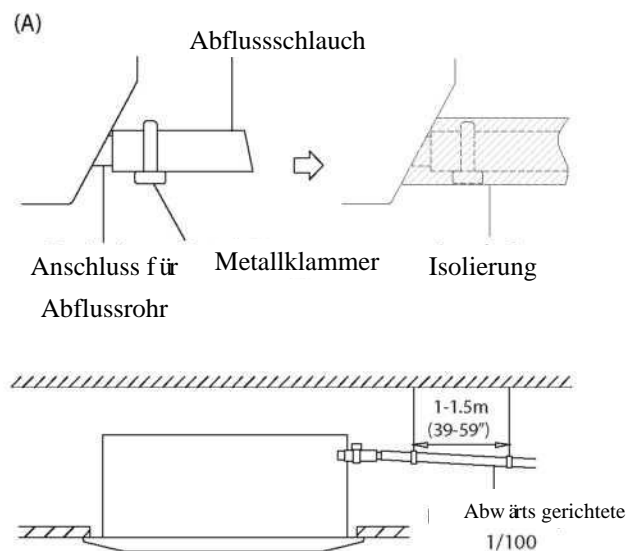 (A)
Abflussschlauch
Anschluss für
Abflussrohr
Metallklammer
Isolierung
1-1.5m
(39-59")
Abwärts gerichtete
1/100